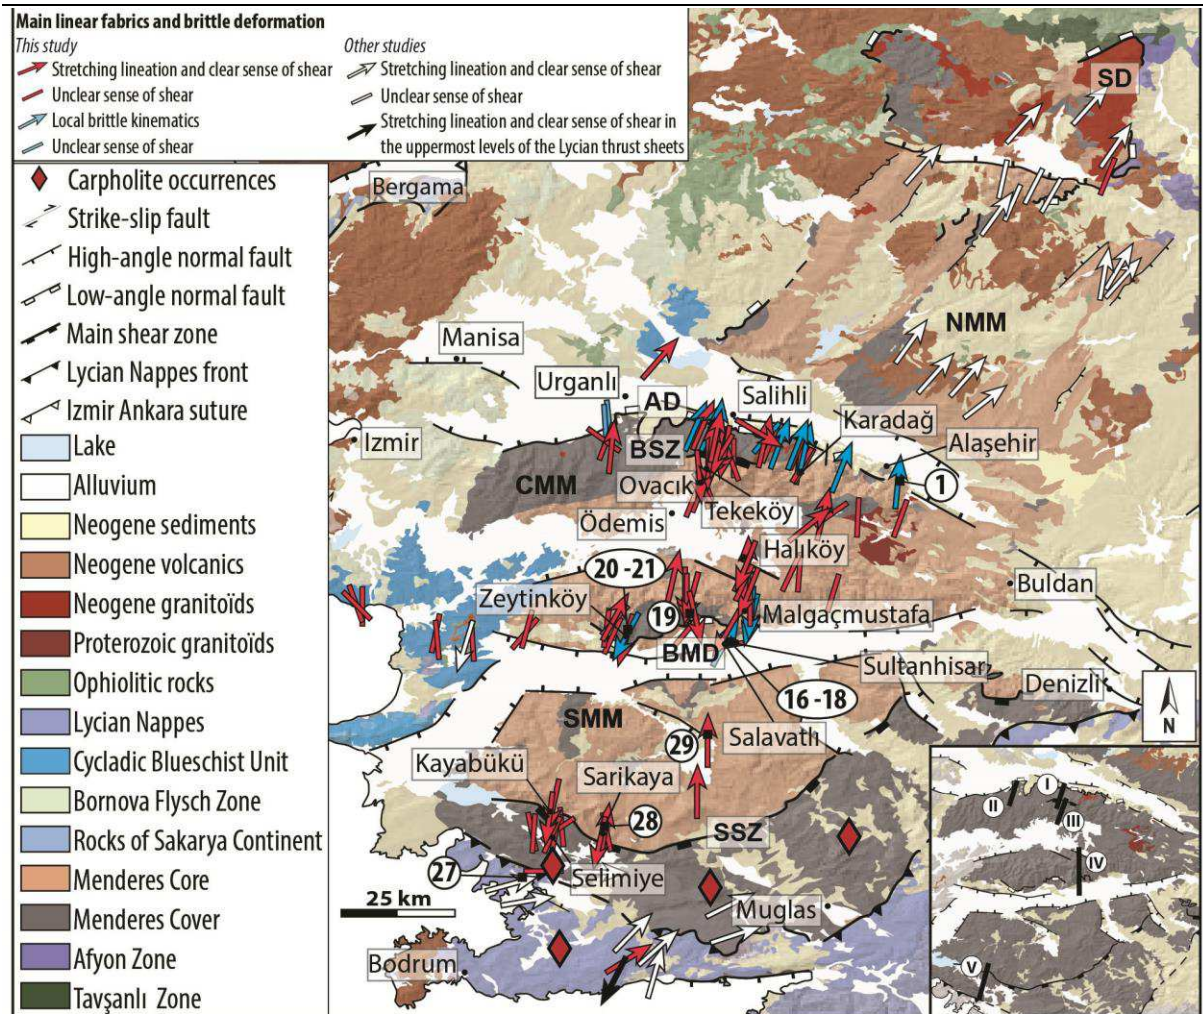 Main linear fabrics and brittle deformation
This study
Stretching lineation and clear sense of shear
Unclear sense of shear
Local brittle kinematics
Unclear sense of shear
Other studies
Stretching lineation and clear sense of shear
Unclear sense of shear
Stretching lineation and clear sense of shear in
the uppermost levels of the Lycian thrust sheets
Carpholite occurrences
Strike-slip fault
High-angle normal fault
Low-angle normal fault
Main shear zone
Lycian Nappes front
Izmir Ankara suture
Lake
Alluvium
Neogene sediments
Neogene volcanics
Neogene granitoïds
Proterozoic granitoïds
Ophiolitic rocks
Lycian Nappes
Cycladic Blueschist Unit
Bornova Flysch Zone
Rocks of Sakarya Continent
Menderes Core
Menderes Cover
Afyon Zone
Tavşanlı Zone
SD
Bergama
NMM
Manisa
Urganlı
AD
Salihli
Karadağ
Izmir
BSZ
Alaşehir
CMM
Ovacık
1
Tekeköy
Ödemis
Halıköy
20 -21
Buldan
Zeytinköy
19
Malgaçmustafa
BMD
Sultanhisar
Denizli
16 -18
SMM
N
29
Salavatlı
Kayabükü
Sarikaya
28
SSZ
27
Selimiye
25 km
Muglas
Bodrum
I
II
III
IV
V